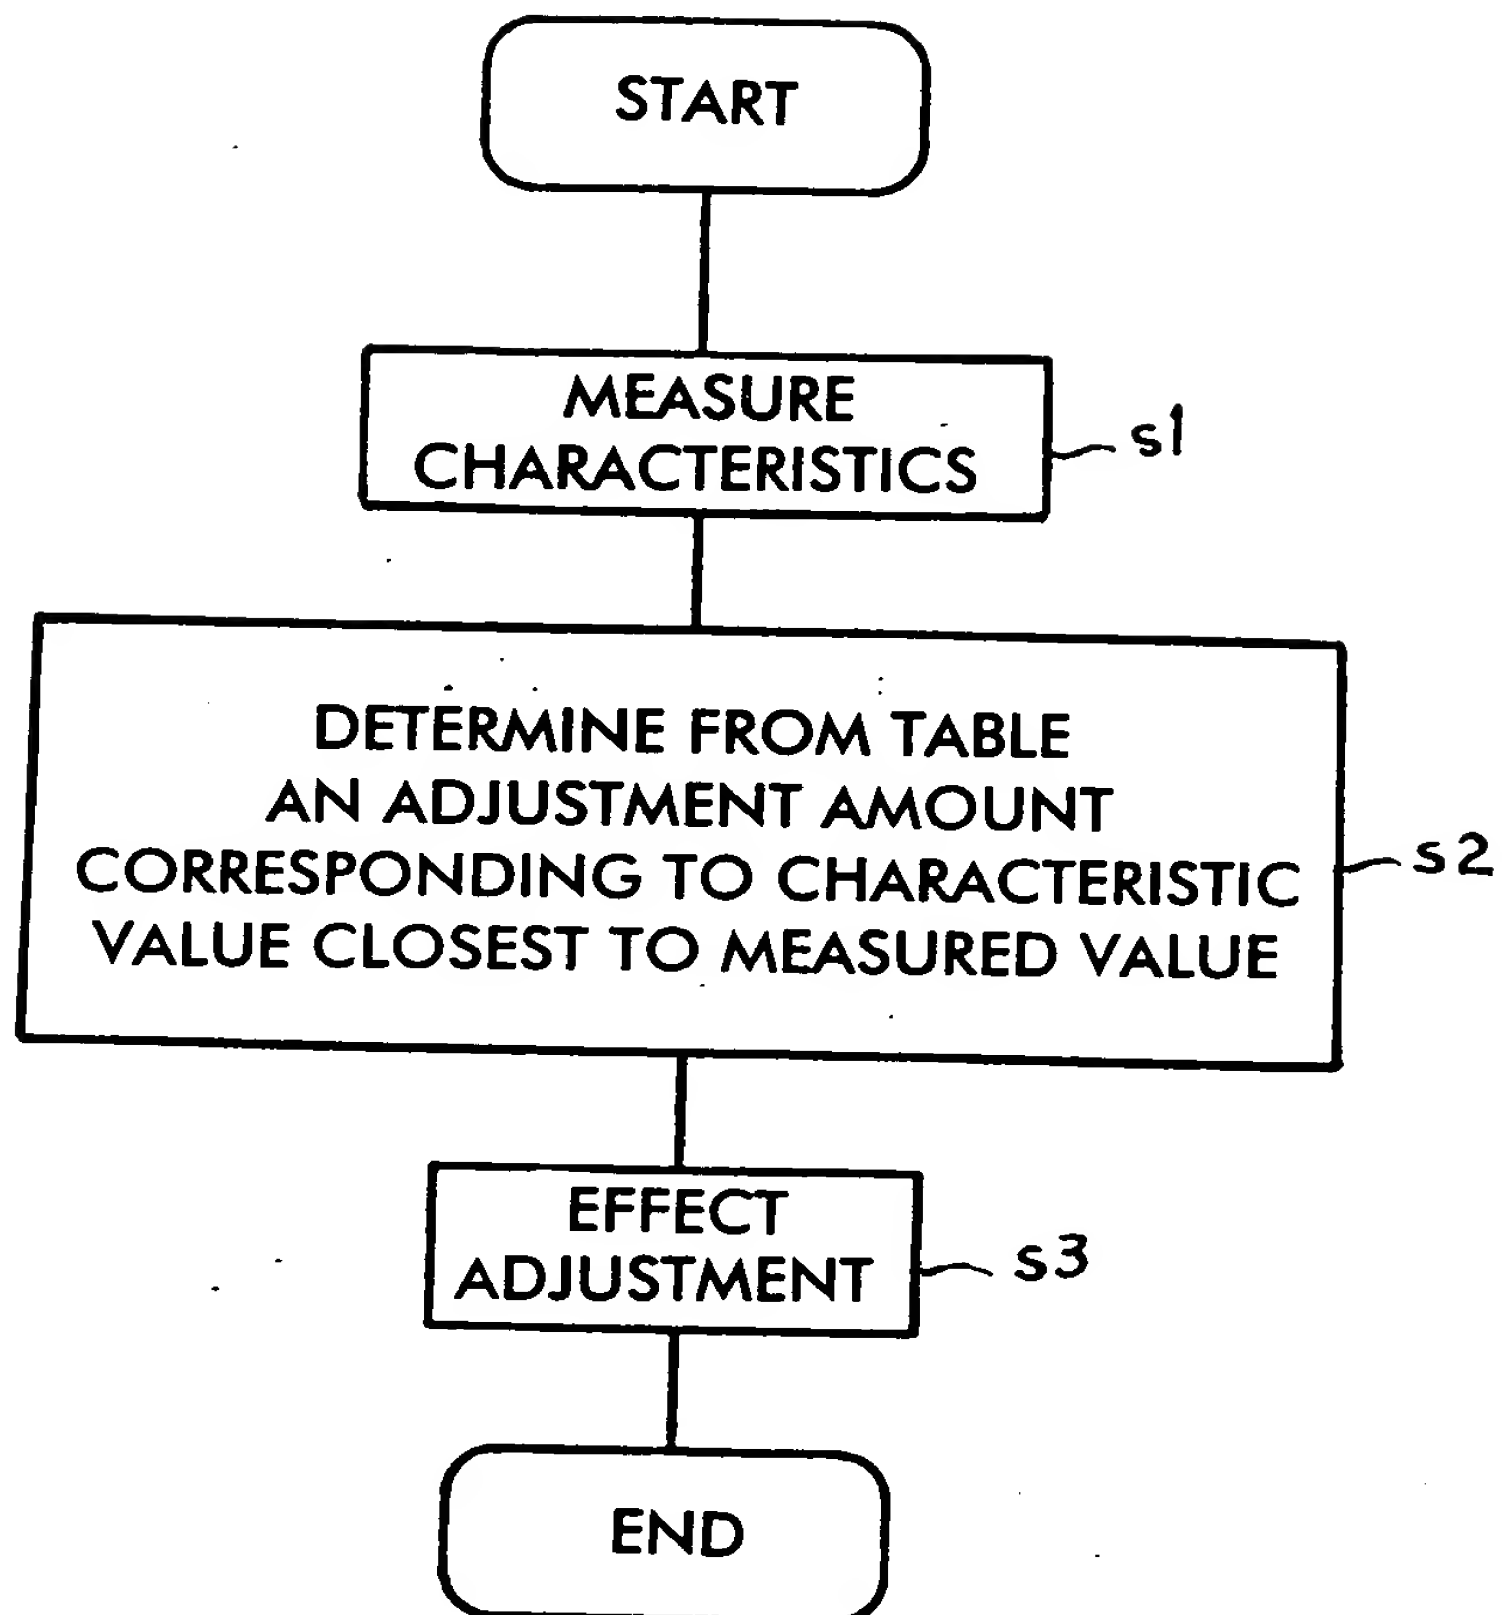 START
MEASURE
CHARACTERISTICS
s1
DETERMINE FROM TABLE
AN ADJUSTMENT AMOUNT
CORRESPONDING TO CHARACTERISTIC
VALUE CLOSEST TO MEASURED VALUE
s2
EFFECT
ADJUSTMENT
s3
END